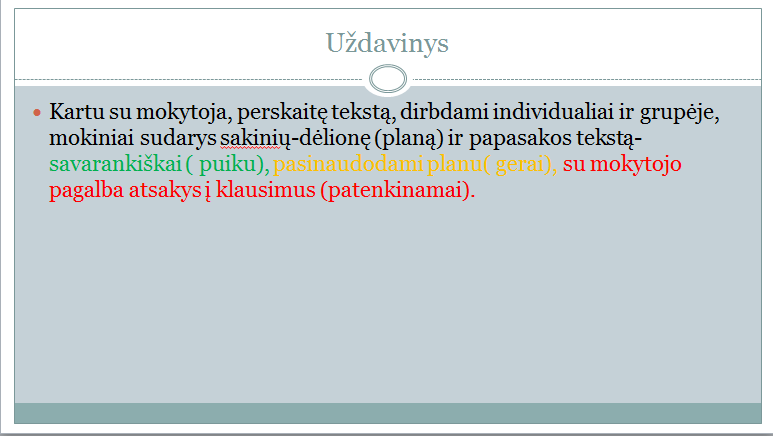 Uždavinys
Kartu su mokytoja, perskaitę tekstą, dirbdami individualiai ir grupėje,
mokiniai sudarys sakinių-dėlionę (planą) ir papasakos tekstą-
savarankiškai ( puiku), pasinaudodami planu( gerai), su mokytojo
pagalba atsakys į klausimus (patenkinamai).